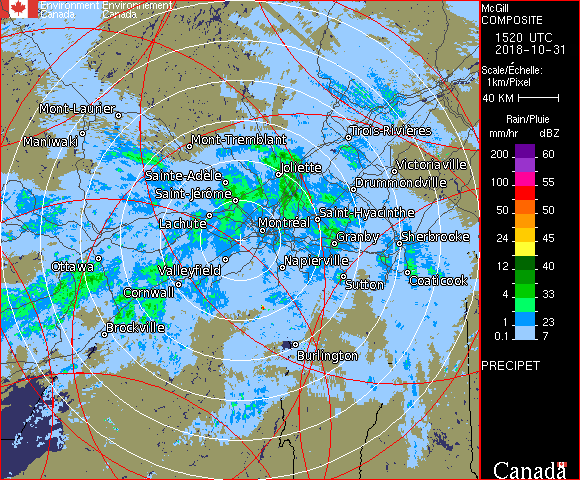 Environment Environnement
Canada Canada
Mont-Laurier
Maniwaki
Mont-Tremblant
Trois-Rivières
Victoriaville
Joliette
Sainte-Adèle
Drummondville
Saint-Jérôme
Saint-Hyacinthe
Lachute
Montréal
Granby
Sherbrooke
Ottawa
Valleyfield
Napierville
Coaticook
Cornwall
Sutton
Brockville
Burlington
McGill
COMPOSITE
1520 UTC
2018-10-31
Scale/Échelle:
1km/Pixel
40 KM
Rain/Pluie
mm/hr dBZ
200 60
150 57
100 55
50 50
24 45
12 40
4 33
1 23
0.1 7
PRECIPET
Canada